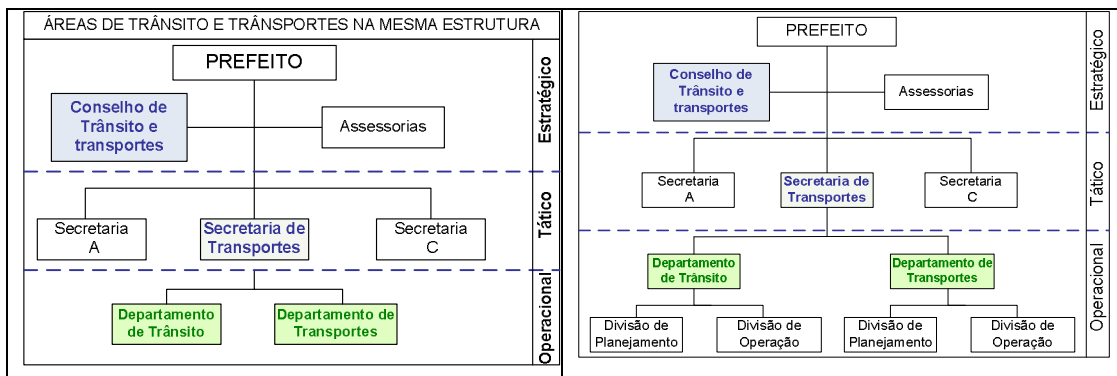 ÁREAS DE TRÂNSITO E TRÂNSPORTES NA MESMA ESTRUTURA
PREFEITO
Conselho de
Trânsito e
transportes
Assessorias
Estratégico
Secretaria
A
Secretaria de
Transportes
Secretaria
C
Tático
Departamento
de Trânsito
Departamento de
Transportes
Operacional
PREFEITO
Conselho de
Trânsito e
transportes
Assessorias
Estratégico
Secretaria
A
Secretaria de
Transportes
Secretaria
C
Tático
Departamento
de Trânsito
Departamento de
Transportes
Divisão de
Planejamento
Divisão de
Operação
Divisão de
Planejamento
Divisão de
Operação
Operacional